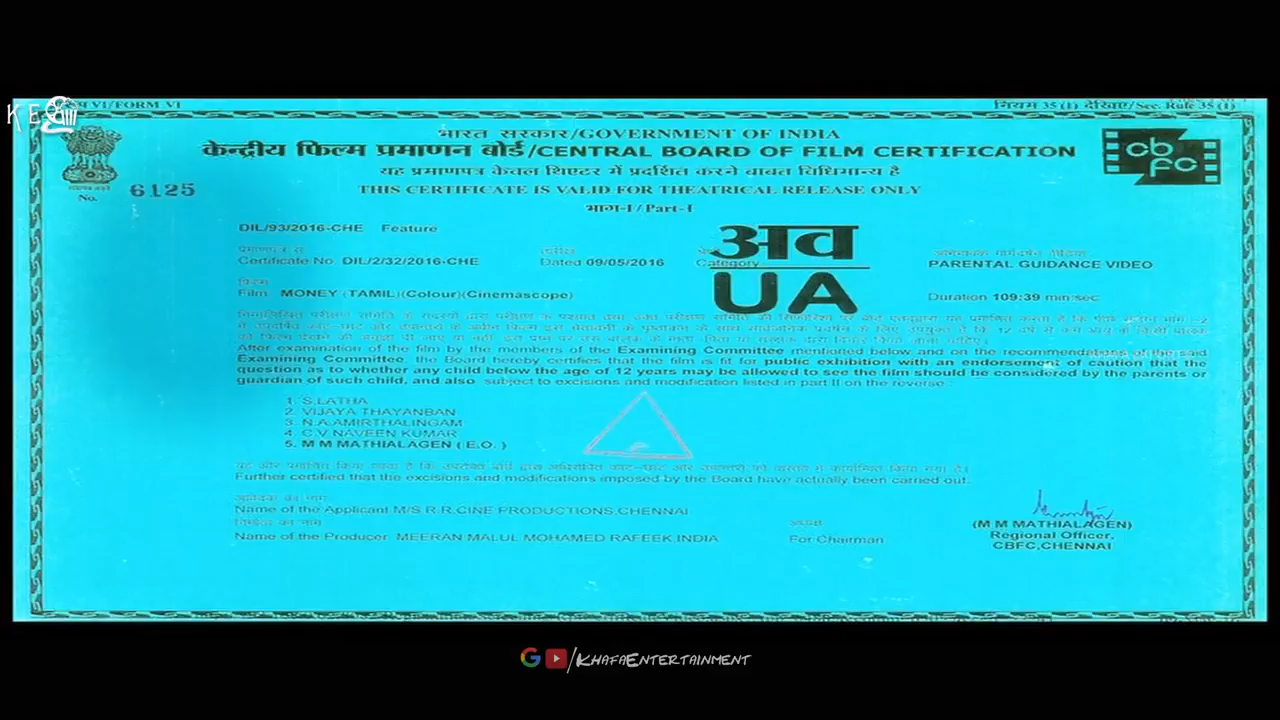 KE
VI/FORM VI
नियम 35 (1) देखिए/Sec. Rule 35 (1)
भारत सरकार/GOVERNMENT OF INDIA
केन्द्रीय फिल्म प्रमाणन बोर्ड/CENTRAL BOARD OF FILM CERTIFICATION
cb
fc
यह प्रमाणपत्र केवल थिएटर में प्रदर्शित करने बाबत विधिमान्य है
No. 6125
THIS CERTIFICATE IS VALID FOR THEATRICAL RELEASE ONLY
भाग-I/Part-I
DIL/93/2016-CHE Feature
अव
प्रमाणपत्र सं
तारीख
Certificate No. DIL/2/32/2016-CHE Dated 09/05/2016 Category PARENTAL GUIDANCE VIDEO
UA
फिल्म
Film MONEY (TAMIL)(Colour)(Cinemascope) Duration 109:39 min:sec
After examination of the film by the members of the Examining Committee mentioned below and on the recommendations of the said
Examining Committee, the Board hereby certifies that the film is fit for public exhibition with an endorsement of caution that the
question as to whether any child below the age of 12 years may be allowed to see the film should be considered by the parents or
guardian of such child, and also subject to excisions and modification listed in part II on the reverse
1. S.LATHA
2. VIJAYA THAYANBAN
3. N.A.AMIRTHALINGAM
4. C.V. NAVEEN KUMAR
5. M M MATHIALAGEN ( E.O. )
Further certified that the excisions and modifications imposed by the Board have actually been carried out.
आवेदक का नाम
Name of the Applicant M/S R.R.CINE PRODUCTIONS,CHENNAI
निर्माता का नाम
Name of the Producer MEERAN MALUL MOHAMED RAFEEK,INDIA
अध्यक्ष
For Chairman
(M M MATHIALAGEN)
Regional Officer,
CBFC,CHENNAI
G /KHAFAENTERTAINMENT